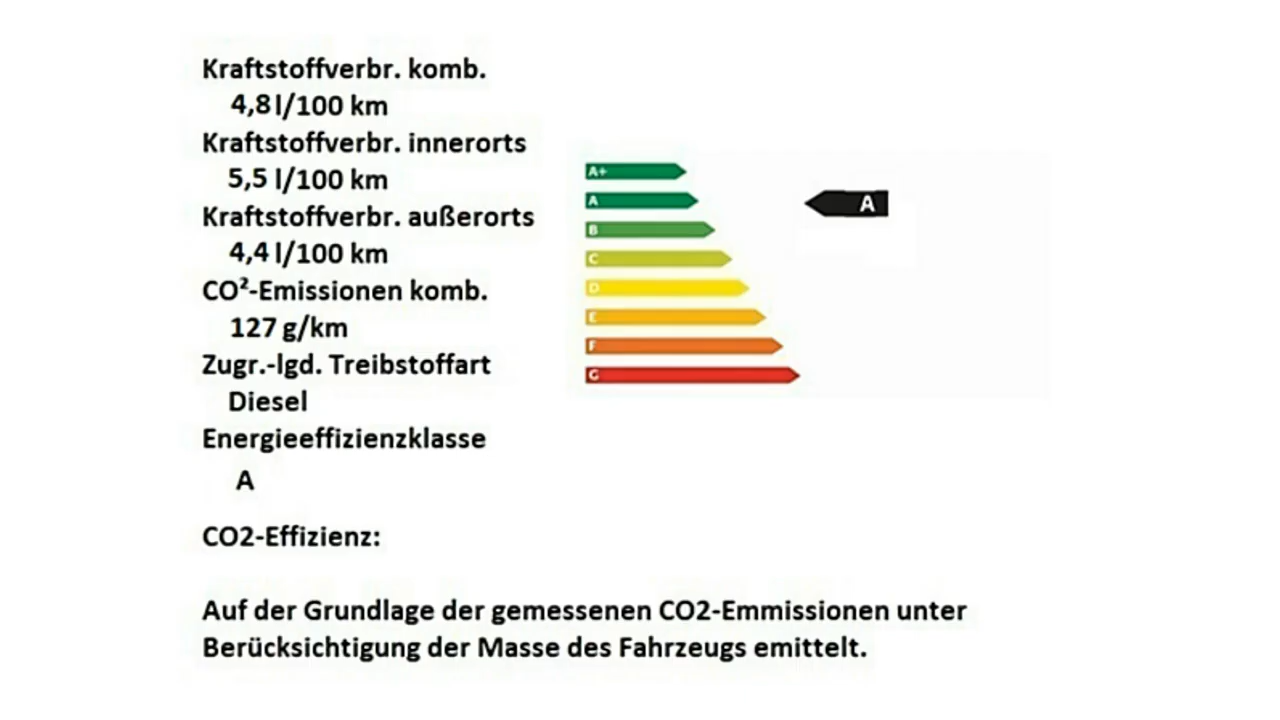 Kraftstoffverbr. komb.
4,8 l/100 km
Kraftstoffverbr. innerorts
5,5 l/100 km
Kraftstoffverbr. außerorts
4,4 l/100 km
CO²-Emissionen komb.
127 g/km
Zugr.-lgd. Treibstoffart
Diesel
Energieeffizienzklasse
A
A+
A
B
C
D
E
F
G
A
CO2-Effizienz:
Auf der Grundlage der gemessenen CO2-Emmissionen unter
Berücksichtigung der Masse des Fahrzeugs emittelt.